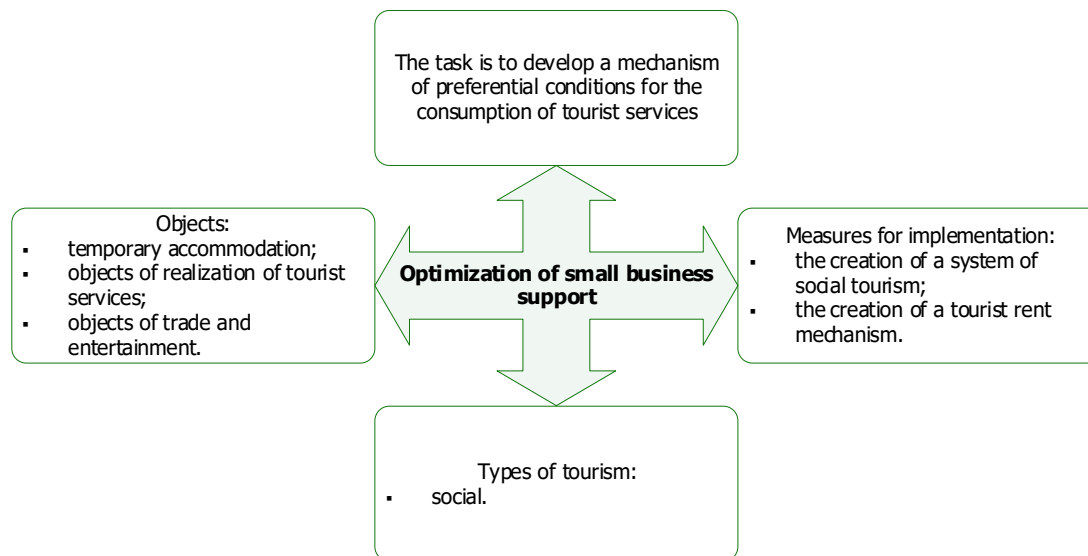 The task is to develop a mechanism
of preferential conditions for the
consumption of tourist services
Objects:
▪ temporary accommodation;
▪ objects of realization of tourist
services;
▪ objects of trade and
entertainment.
Optimization of small business
support
Measures for implementation:
▪ the creation of a system of
social tourism;
▪ the creation of a tourist rent
mechanism.
Types of tourism:
▪ social.